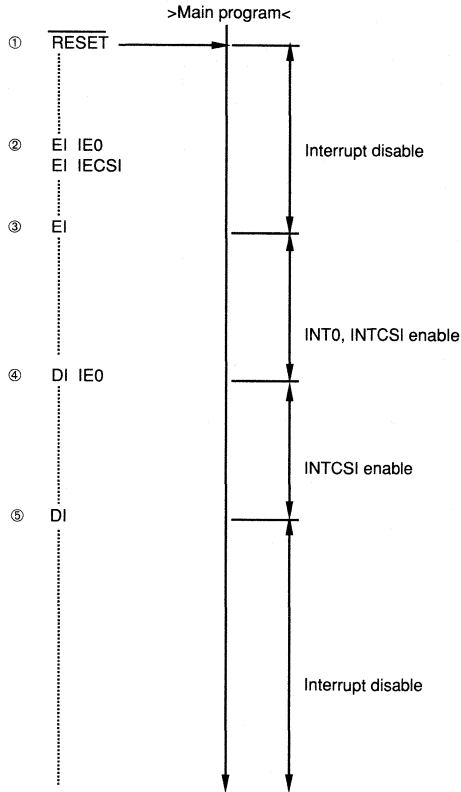 >Main program<
① RESET
② EI IE0
EI IECSI
Interrupt disable
③ EI
INT0, INTCSI enable
④ DI IE0
INTCSI enable
⑤ DI
Interrupt disable